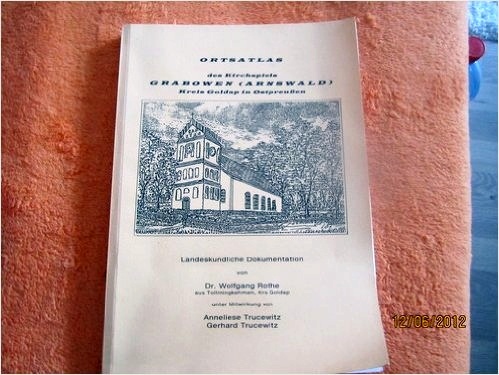 ORTSATLAS
des Kirchspiels
GRABOWEN (ARNSWALD)
Kreis Goldap in Ostpreußen
Landeskundliche Dokumentation
von
Dr. Wolfgang Rothe
aus Tollmingkehmen, Krs Goldap
unter Mitwirkung von
Anneliese Trucewitz
Gerhard Trucewitz
12/06/2012